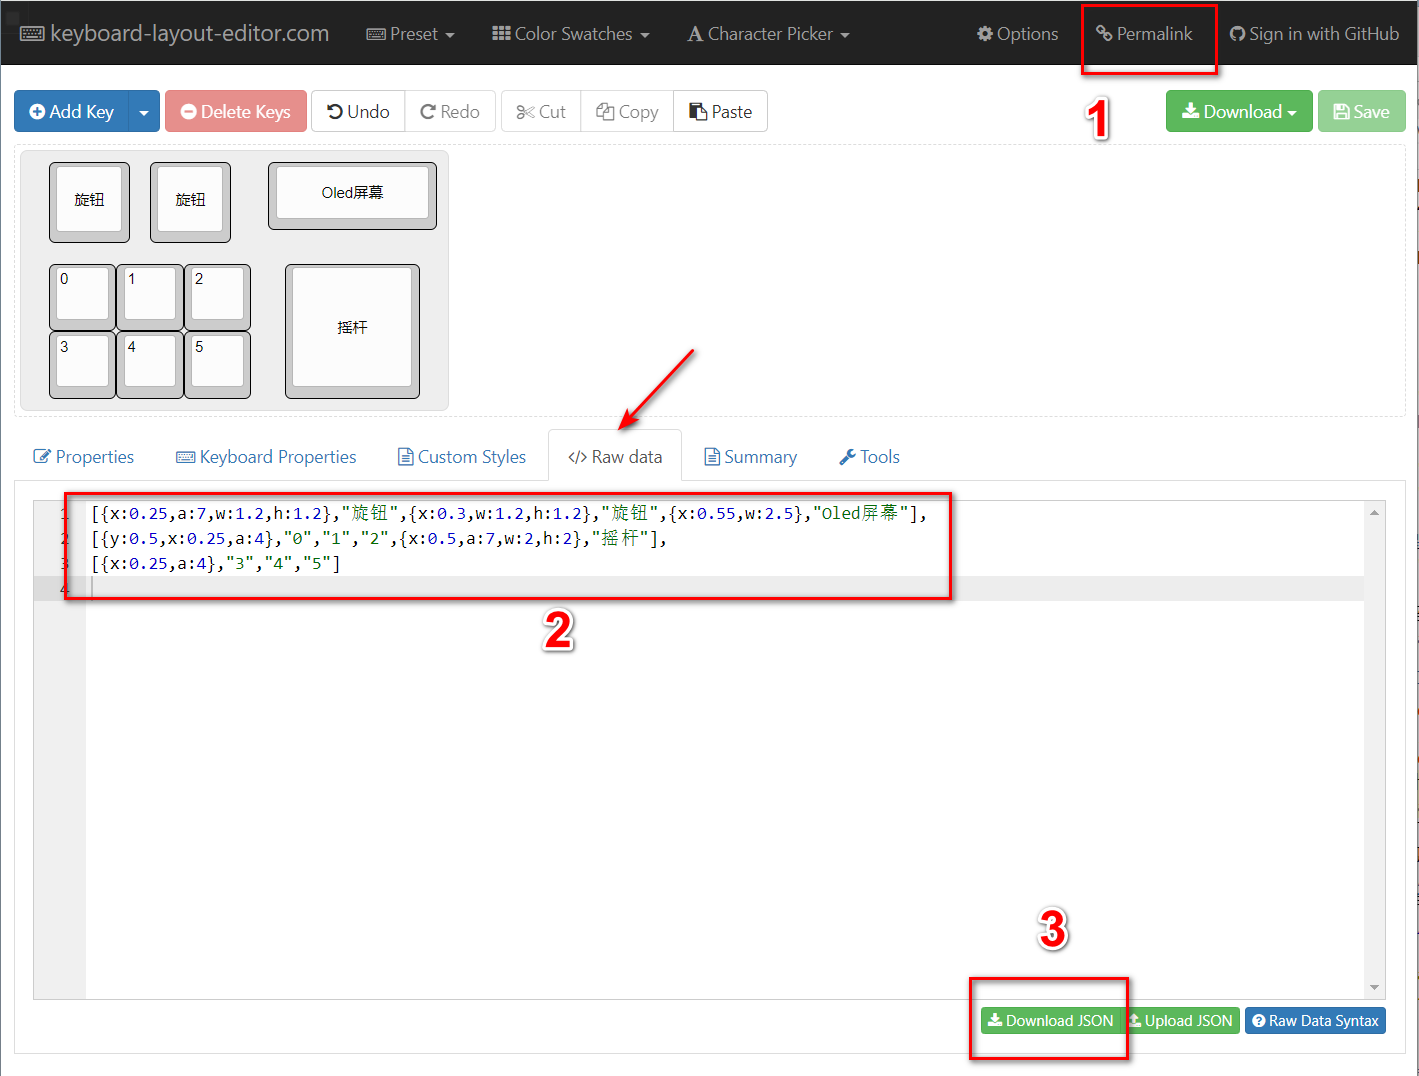 keyboard-layout-editor.com Preset Color Swatches Character Picker Options Permalink Sign in with GitHub
Add Key Delete Keys Undo Redo Cut Copy Paste Download Save
1
旋钮 旋钮 Oled屏幕
0 1 2
摇杆
3 4 5
Properties Keyboard Properties Custom Styles </> Raw data Summary Tools
1 [{x:0.25,a:7,w:1.2,h:1.2},"旋钮",{x:0.3,w:1.2,h:1.2},"旋钮",{x:0.55,w:2.5},"Oled屏幕"],
2 [{y:0.5,x:0.25,a:4},"0","1","2",{x:0.5,a:7,w:2,h:2},"摇杆"],
3 [{x:0.25,a:4},"3","4","5"]
4
2
3
Download JSON Upload JSON Raw Data Syntax